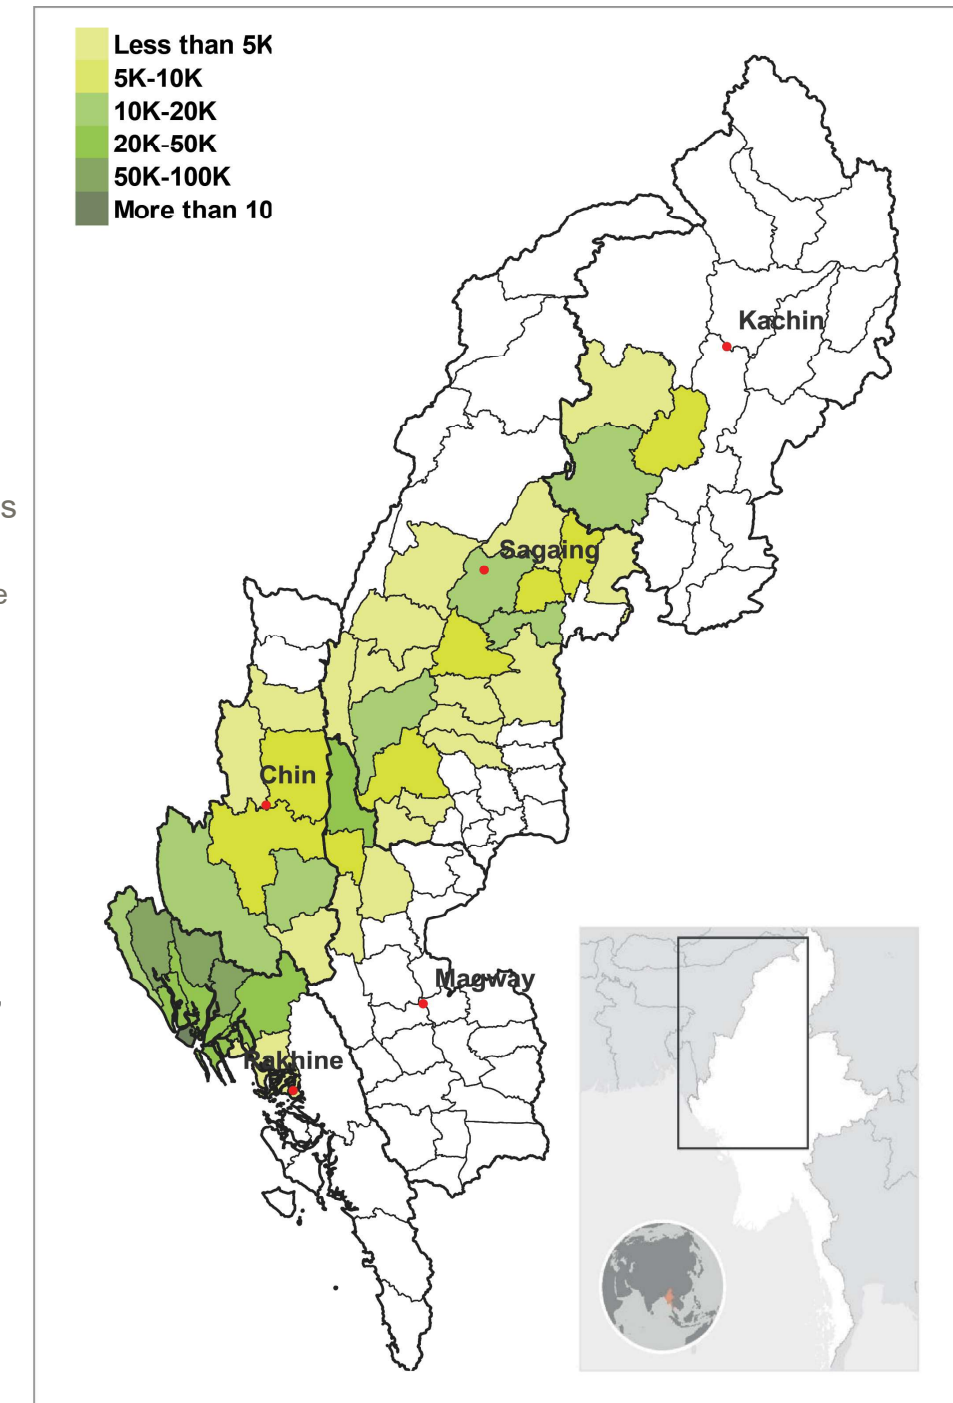 Less than 5K
5K-10K
10K-20K
20K-50K
50K-100K
More than 10
Kachin
s
Sagaing
e
Chin
Magway
Rakhine